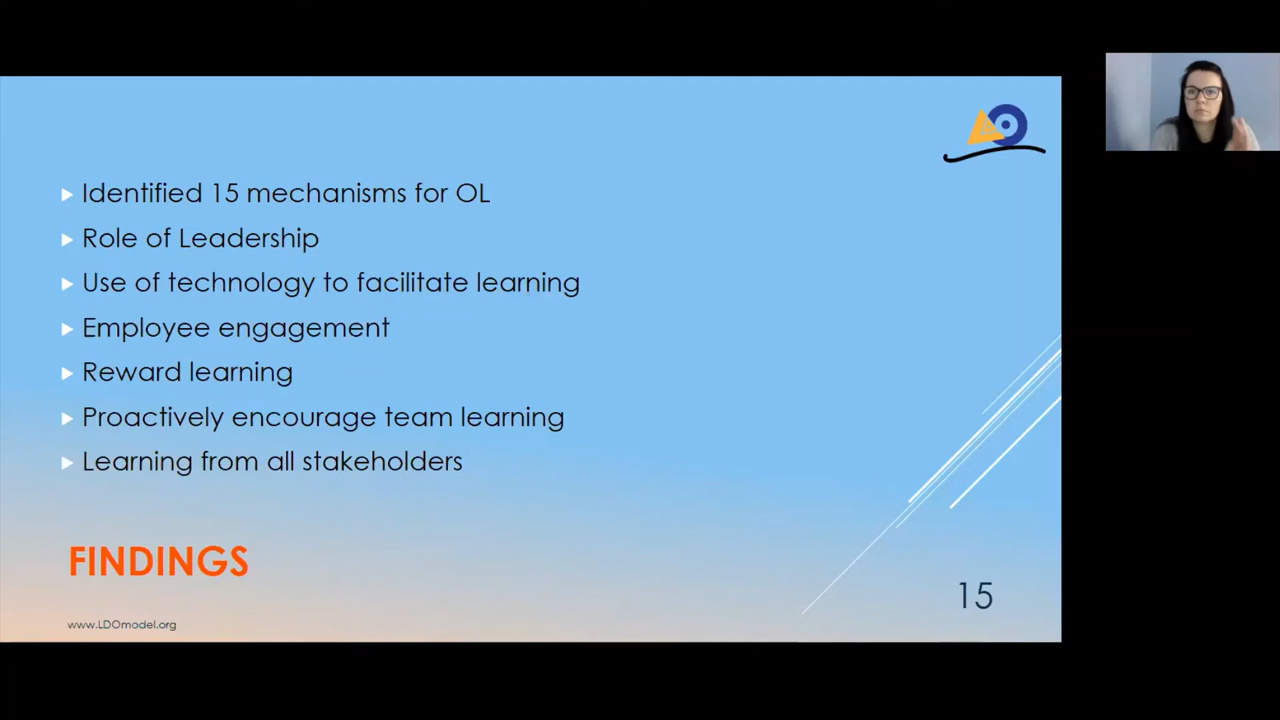 Identified 15 mechanisms for OL
Role of Leadership
Use of technology to facilitate learning
Employee engagement
Reward learning
Proactively encourage team learning
Learning from all stakeholders
FINDINGS
15
www.LDOmodel.org